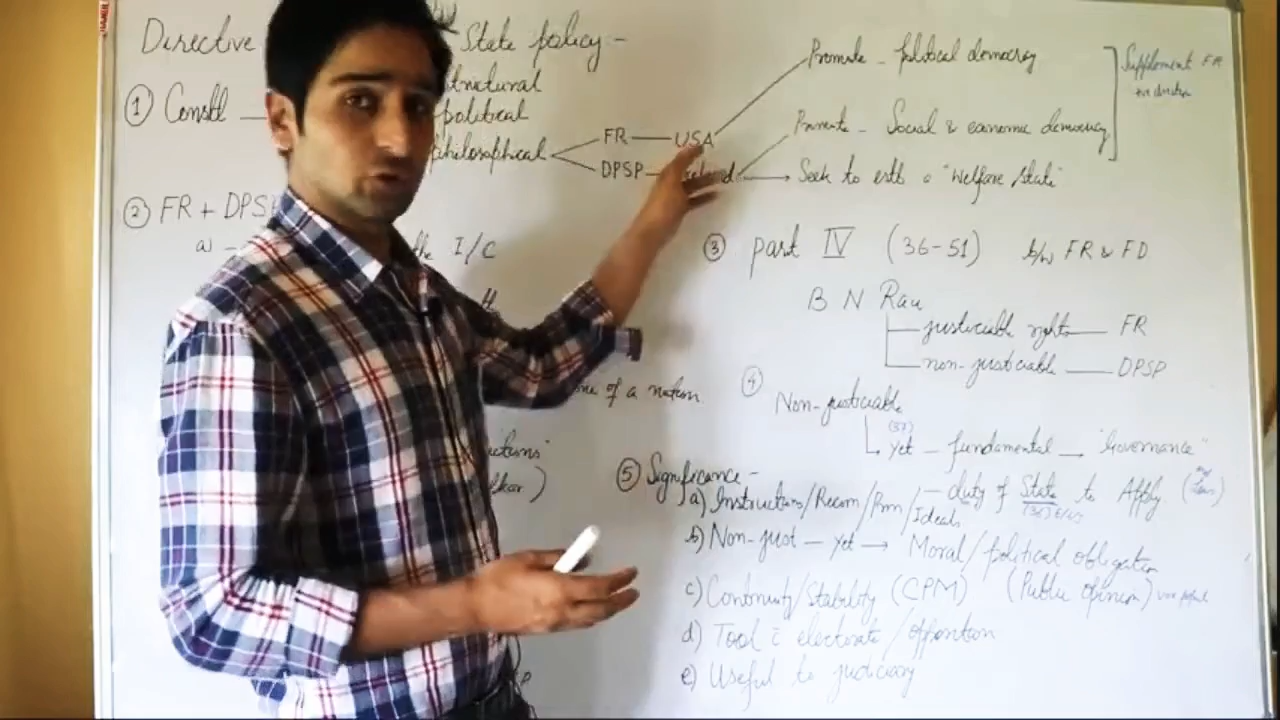 Directive State policy -
① Constl structural
political
philosophical
FR — USA
DPSP —
Promote - political democracy
Promote - Social & economic democracy
Seek to estb a "Welfare State"
Supplement FR
② FR + DPSP
a) - the I/C
the
of a nation
③ part IV (36-51) b/w FR & FD
B N Rau
justiciable rights — FR
non-justiciable — DPSP
④ Non-justiciable
(37)
yet - fundamental → "Governance"
⑤ Significance -
a) Instructions/Recom/ /Ideals — duty of State to Apply
b) Non-just — yet → Moral/political obligation
c) Continuity/Stability (CPM) (Public opinion)
d) Tool electorate/opposition
e) Useful to judiciary